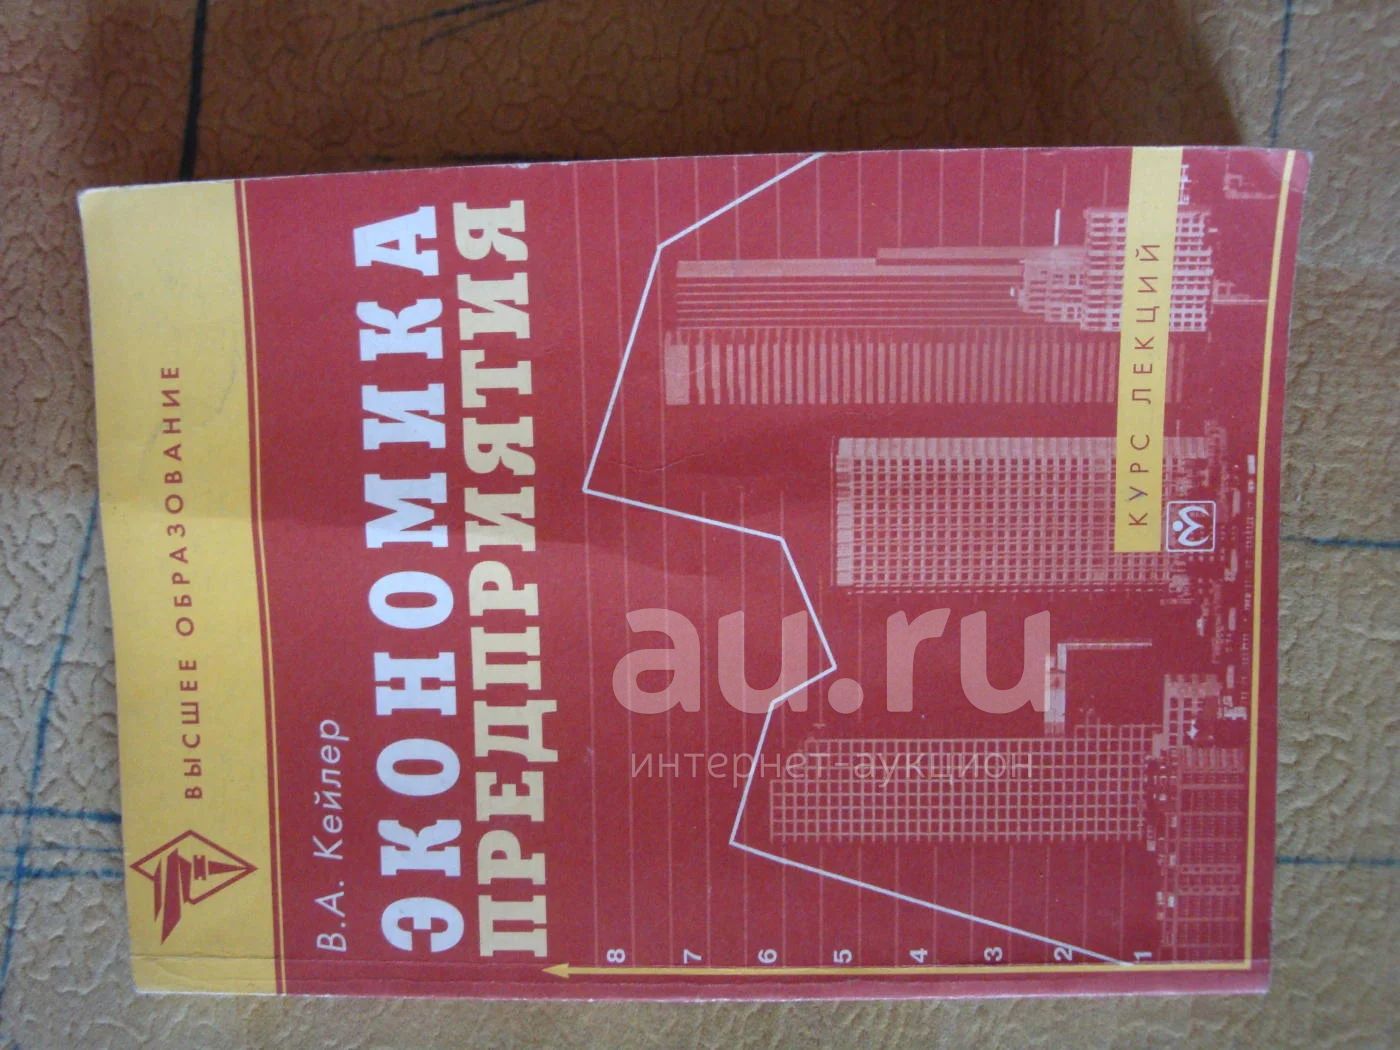 ВЫСШЕЕ ОБРАЗОВАНИЕ
В.А. Кейлер
ЭКОНОМИКА
ПРЕДПРИЯТИЯ
8
7
6
5
4
3
2
1
КУРС ЛЕКЦИЙ
au.ru
интернет-аукцион